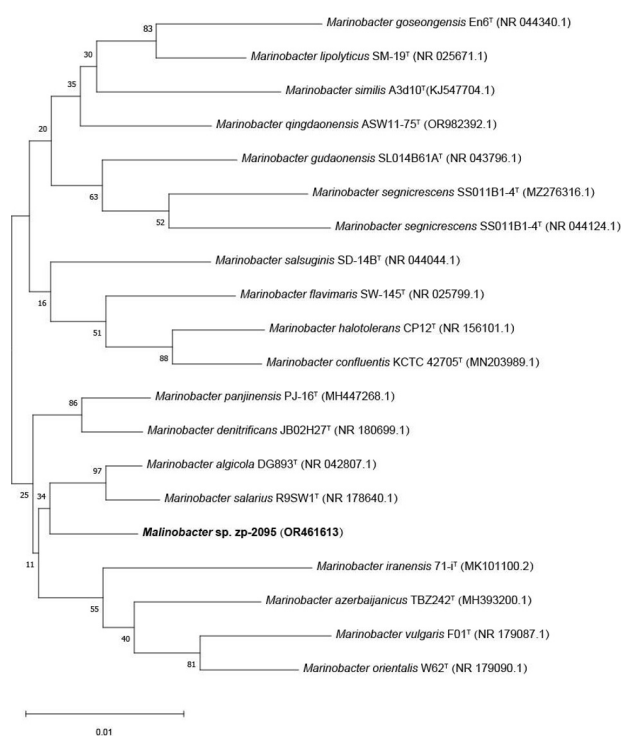 Marinobacter goseongensis En6ᵀ (NR 044340.1)
83
Marinobacter lipolyticus SM-19ᵀ (NR 025671.1)
30
Marinobacter similis A3d10ᵀ(KJ547704.1)
35
Marinobacter qingdaonensis ASW11-75ᵀ (OR982392.1)
20
Marinobacter gudaonensis SL014B61Aᵀ (NR 043796.1)
63
Marinobacter segnicrescens SS011B1-4ᵀ (MZ276316.1)
52
Marinobacter segnicrescens SS011B1-4ᵀ (NR 044124.1)
Marinobacter salsuginis SD-14Bᵀ (NR 044044.1)
16
Marinobacter flavimaris SW-145ᵀ (NR 025799.1)
51
Marinobacter halotolerans CP12ᵀ (NR 156101.1)
88
Marinobacter confluentis KCTC 42705ᵀ (MN203989.1)
Marinobacter panjinensis PJ-16ᵀ (MH447268.1)
86
Marinobacter denitrificans JB02H27ᵀ (NR 180699.1)
Marinobacter algicola DG893ᵀ (NR 042807.1)
97
25
34
Marinobacter salarius R9SW1ᵀ (NR 178640.1)
Malinobacter sp. zp-2095 (OR461613)
11
Marinobacter iranensis 71-iᵀ (MK101100.2)
55
Marinobacter azerbaijanicus TBZ242ᵀ (MH393200.1)
40
Marinobacter vulgaris F01ᵀ (NR 179087.1)
81
Marinobacter orientalis W62ᵀ (NR 179090.1)
0.01